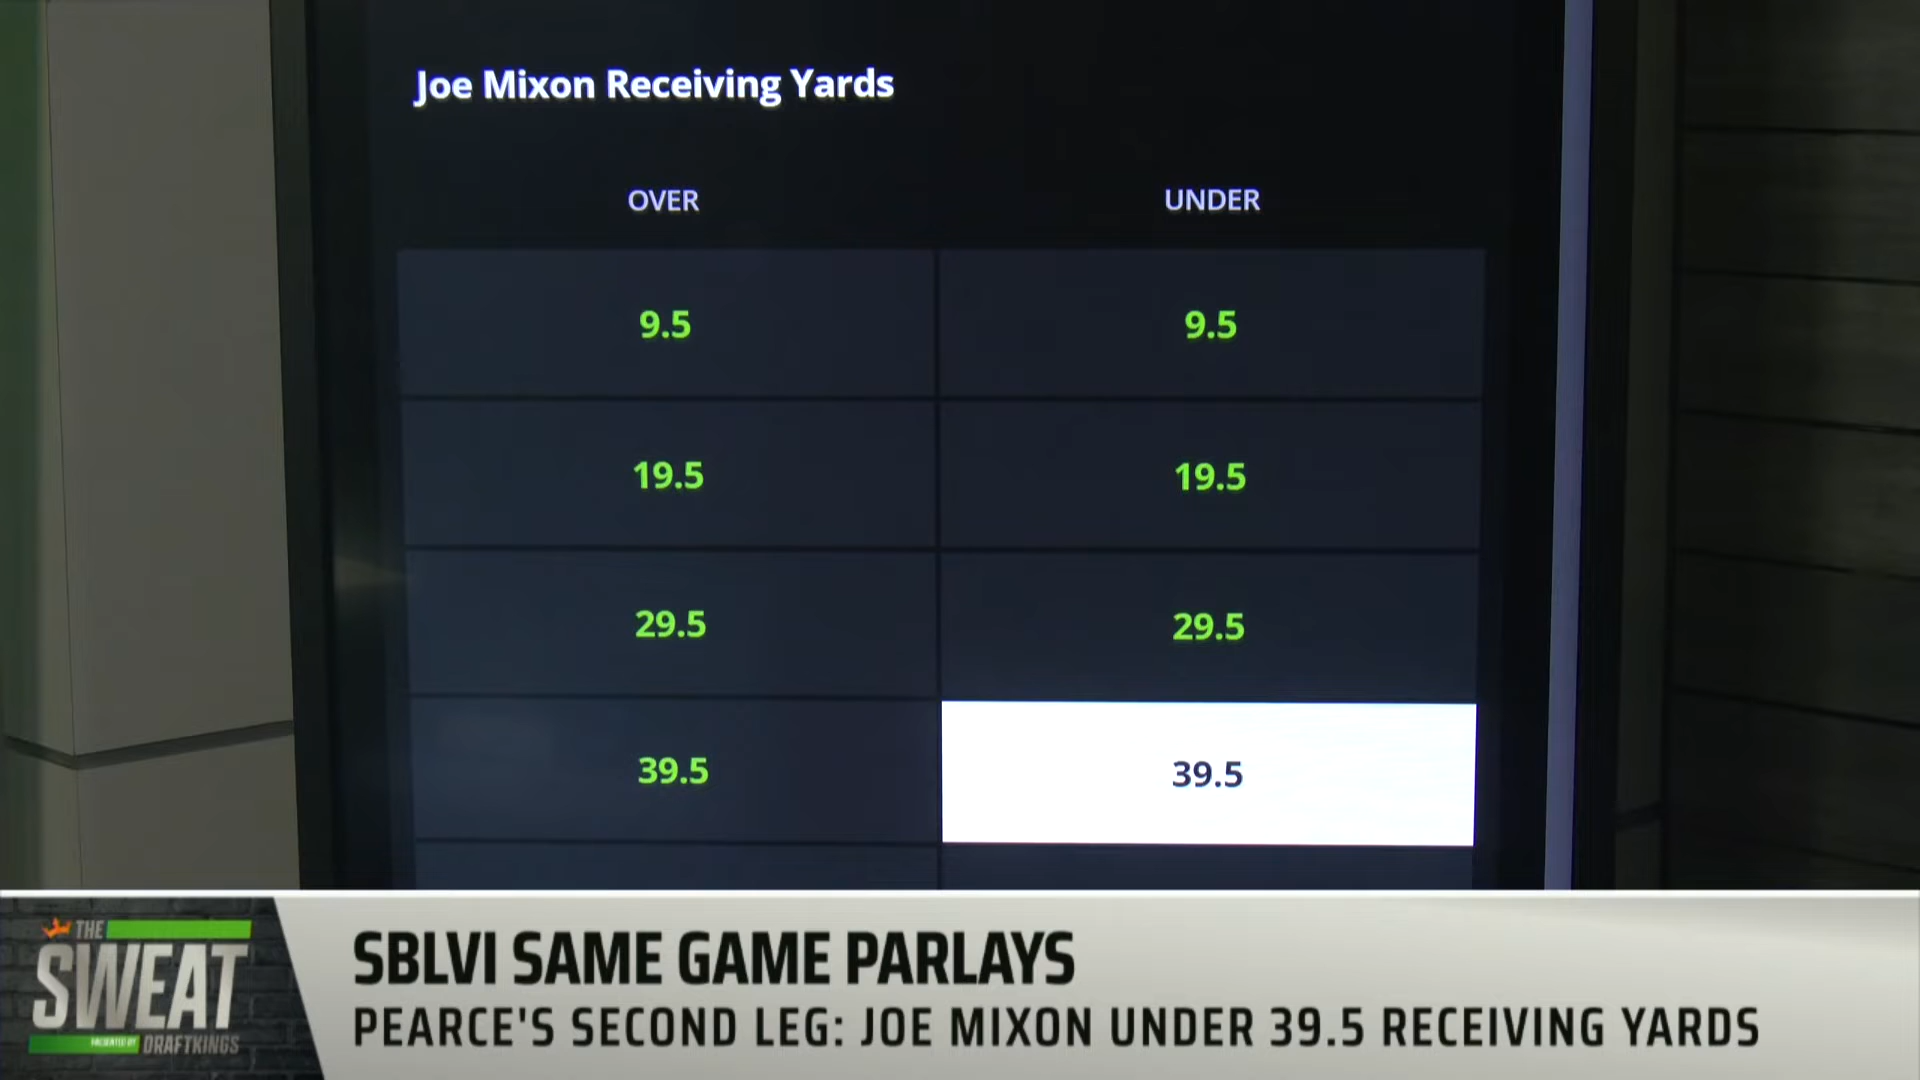 Joe Mixon Receiving Yards
OVER UNDER
9.5 9.5
19.5 19.5
29.5 29.5
39.5 39.5
THE
SWEAT
PRESENTED BY DRAFTKINGS
SBLVI SAME GAME PARLAYS
PEARCE'S SECOND LEG: JOE MIXON UNDER 39.5 RECEIVING YARDS